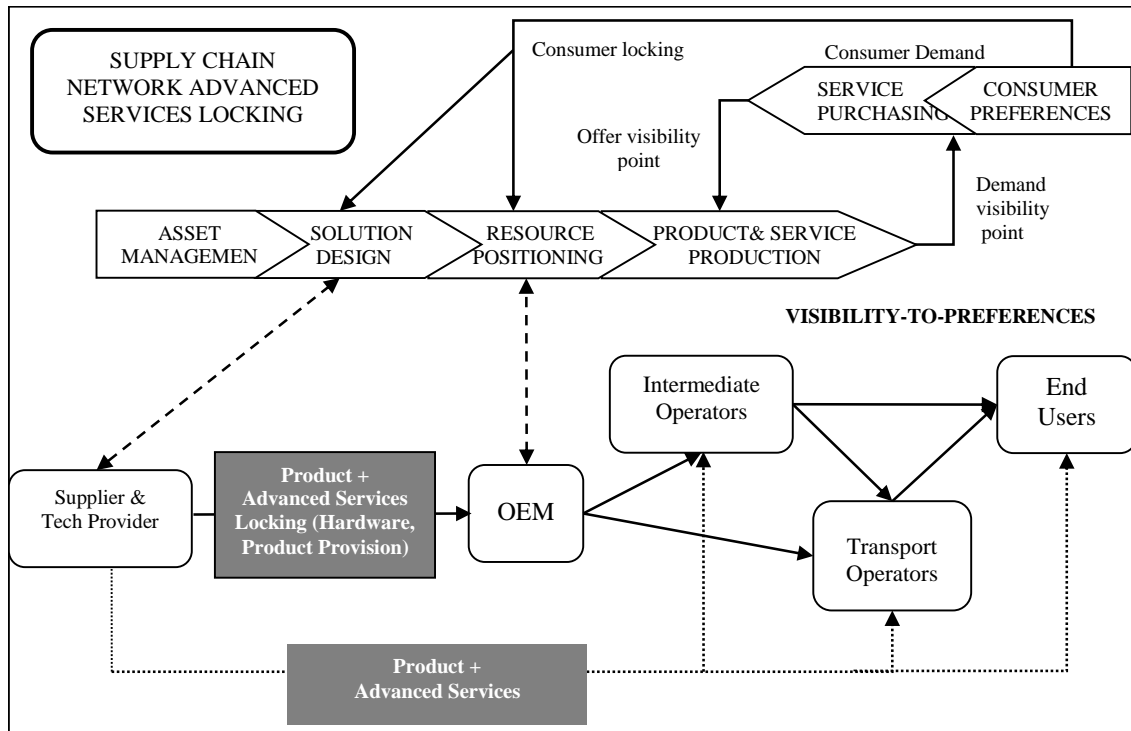 SUPPLY CHAIN
NETWORK ADVANCED
SERVICES LOCKING
Consumer locking
Consumer Demand
SERVICE
PURCHASING
CONSUMER
PREFERENCES
Offer visibility
point
Demand
visibility
point
ASSET
MANAGEMEN
SOLUTION
DESIGN
RESOURCE
POSITIONING
PRODUCT& SERVICE
PRODUCTION
VISIBILITY-TO-PREFERENCES
Intermediate
Operators
End
Users
Supplier &
Tech Provider
Product +
Advanced Services
Locking (Hardware,
Product Provision)
OEM
Transport
Operators
Product +
Advanced Services